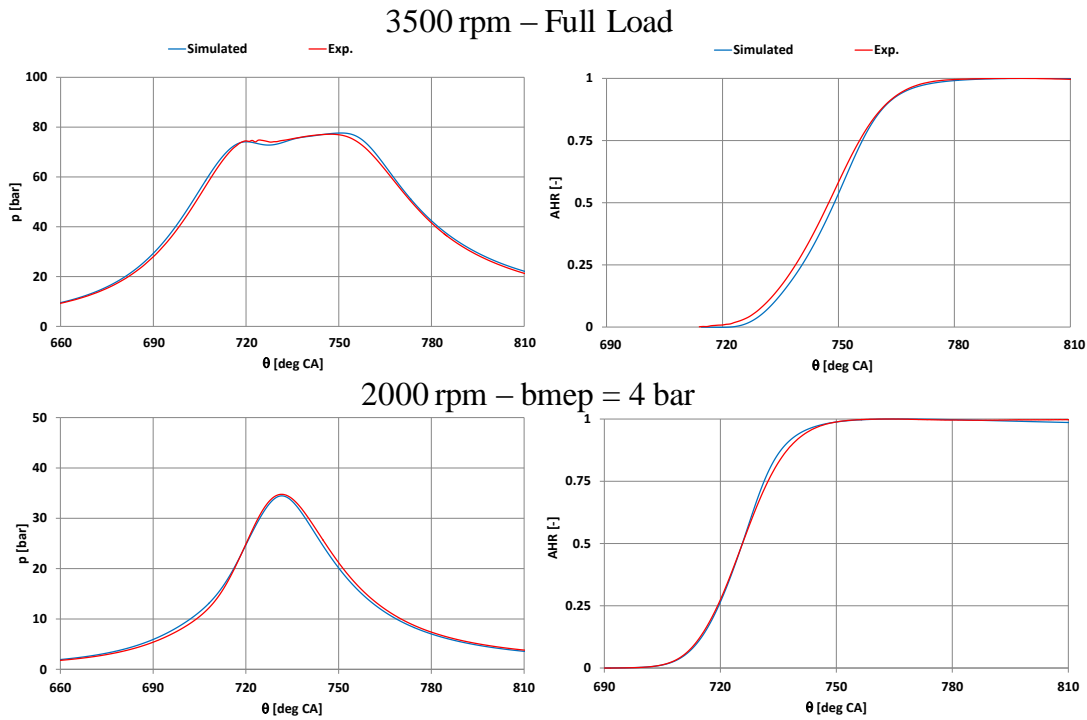 3500 rpm – Full Load
Simulated Exp.
p [bar]
100
80
60
40
20
0
660 690 720 750 780 810
θ [deg CA]
Simulated Exp.
AHR [-]
1
0.75
0.5
0.25
0
690 720 750 780 810
θ [deg CA]
2000 rpm – bmep = 4 bar
p [bar]
50
40
30
20
10
0
660 690 720 750 780 810
θ [deg CA]
AHR [-]
1
0.75
0.5
0.25
0
690 720 750 780 810
θ [deg CA]